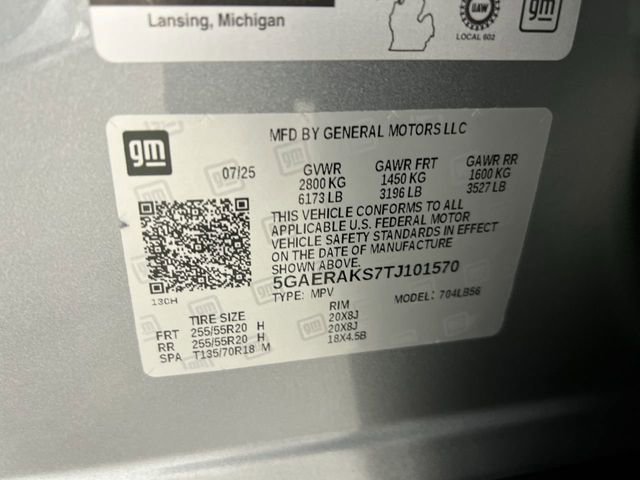 Lansing, Michigan
UAW
LOCAL 602
gm
gm
MFD BY GENERAL MOTORS LLC
07/25
GVWR GAWR FRT GAWR RR
2800 KG 1450 KG 1600 KG
6173 LB 3196 LB 3527 LB
THIS VEHICLE CONFORMS TO ALL
APPLICABLE U.S. FEDERAL MOTOR
VEHICLE SAFETY STANDARDS IN EFFECT
ON THE DATE OF MANUFACTURE
SHOWN ABOVE.
5GAERAKS7TJ101570
TYPE: MPV MODEL: 704LB56
13CH
TIRE SIZE RIM
FRT 255/55R20 H 20X8J
RR 255/55R20 H 20X8J
SPA T135/70R18 M 18X4.5B